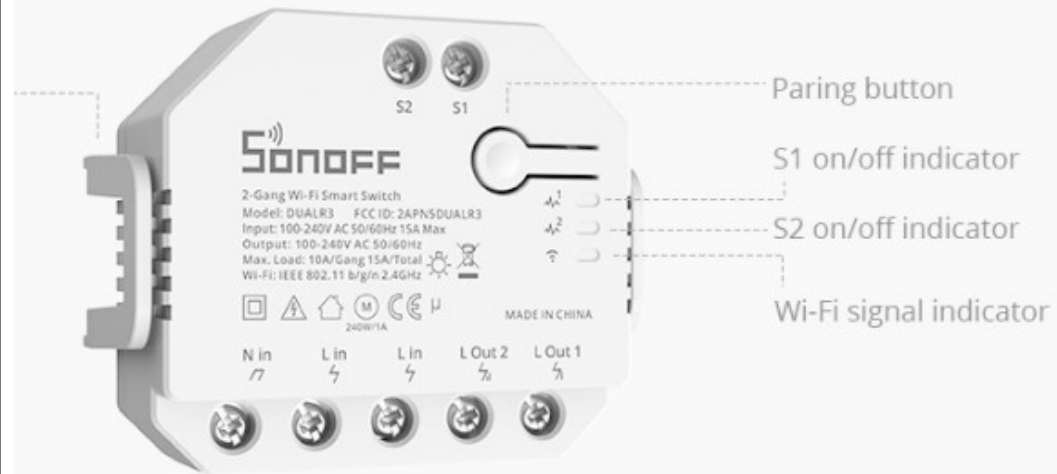 S2 S1
Paring button
SONOFF
S1 on/off indicator
2-Gang Wi-Fi Smart Switch
Model: DUALR3 FCC ID: 2APN5DUALR3
1
Input: 100-240V AC 50/60Hz 15A Max
2
S2 on/off indicator
Output: 100-240V AC 50/60Hz
Max. Load: 10A/Gang 15A/Total
Wi-Fi: IEEE 802.11 b/g/n 2.4GHz
Wi-Fi signal indicator
M CE µ
240W/1A
MADE IN CHINA
N in L in L in L Out 2 L Out 1